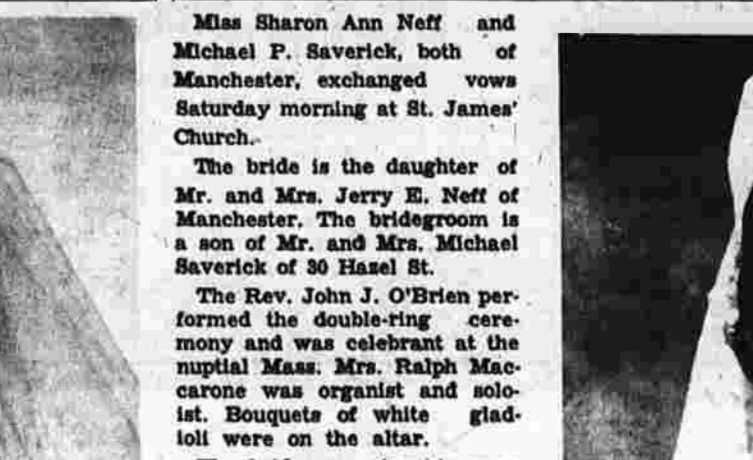 Miss Sharon Ann Neff and
Michael P. Saverick, both of
Manchester, exchanged vows
Saturday morning at St. James'
Church.
The bride is the daughter of
Mr. and Mrs. Jerry E. Neff of
Manchester. The bridegroom is
a son of Mr. and Mrs. Michael
Saverick of 30 Hazel St.
The Rev. John J. O'Brien per-
formed the double-ring cere-
mony and was celebrant at the
nuptial Mass. Mrs. Ralph Mac-
carone was organist and solo-
ist. Bouquets of white glad-
ioli were on the altar.